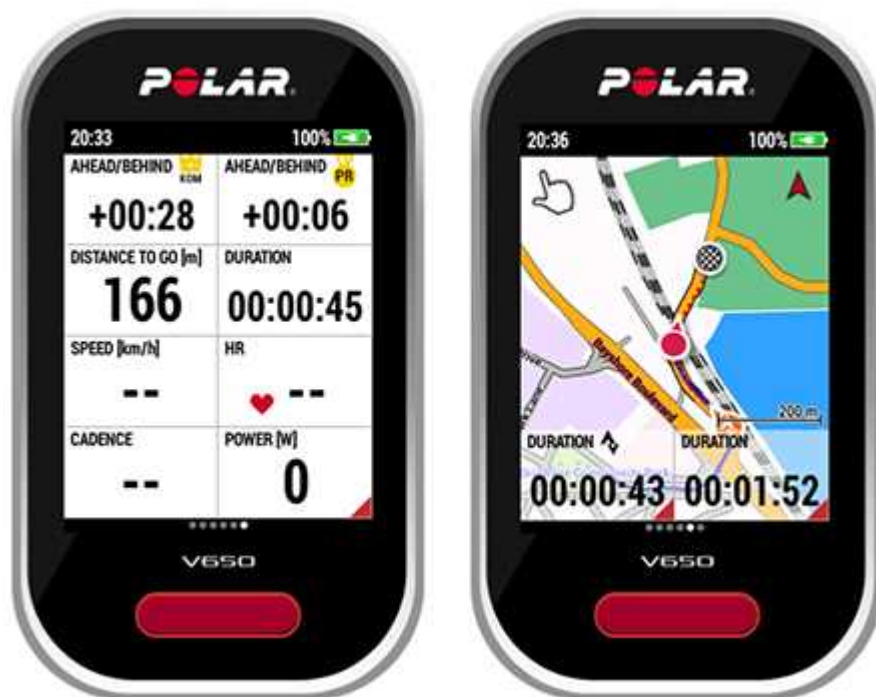 POLAR
20:33 100%
AHEAD/BEHIND KOM AHEAD/BEHIND PR
+00:28 +00:06
DISTANCE TO GO [m] DURATION
166 00:00:45
SPEED [km/h] HR
-- --
CADENCE POWER [W]
-- 0
V650
POLAR
20:36 100%
Bayshore Boulevard
200 m
DURATION DURATION
00:00:43 00:01:52
V650